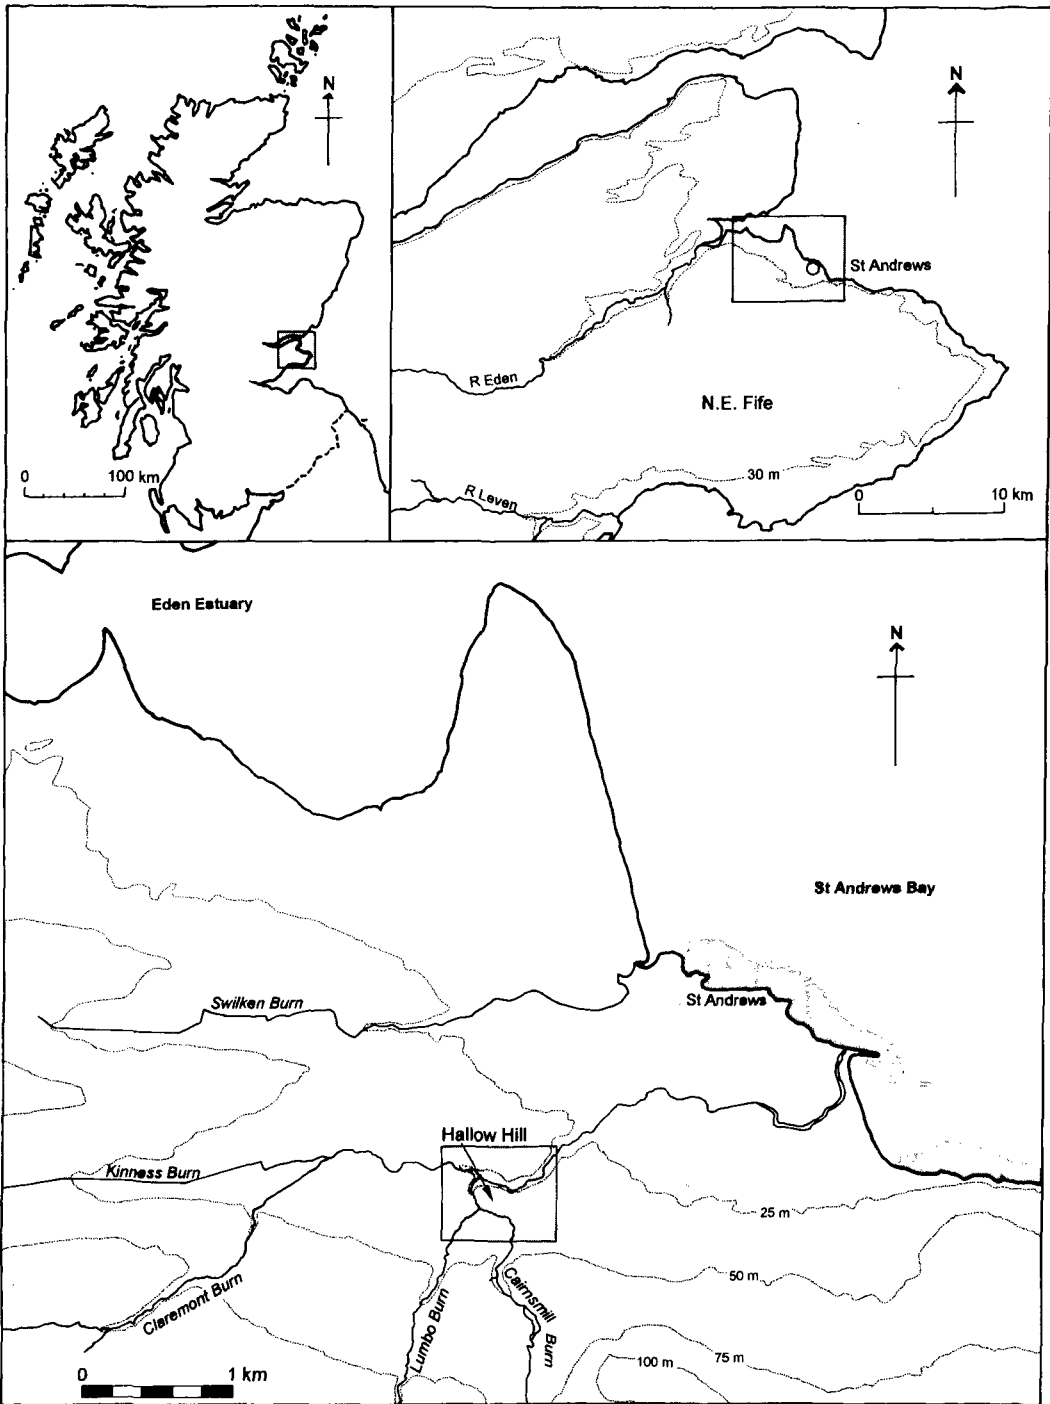 N
0 100 km
N
St Andrews
R Eden
N.E. Fife
30 m
R Leven
0 10 km
Eden Estuary
N
St Andrews Bay
Swilken Burn
St Andrews
Hallow Hill
Kinness Burn
25 m
50 m
Claremont Burn
Lumbo Burn
Cairnsmill Burn
75 m
100 m
0 1 km